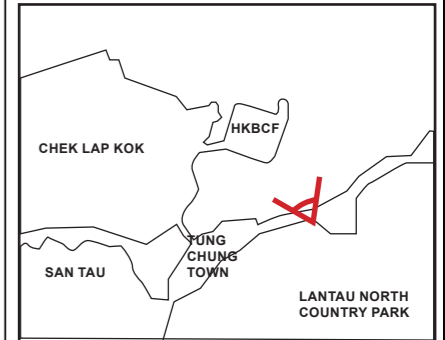 HKBCF
CHEK LAP KOK
TUNG
CHUNG
TOWN
SAN TAU
LANTAU NORTH
COUNTRY PARK